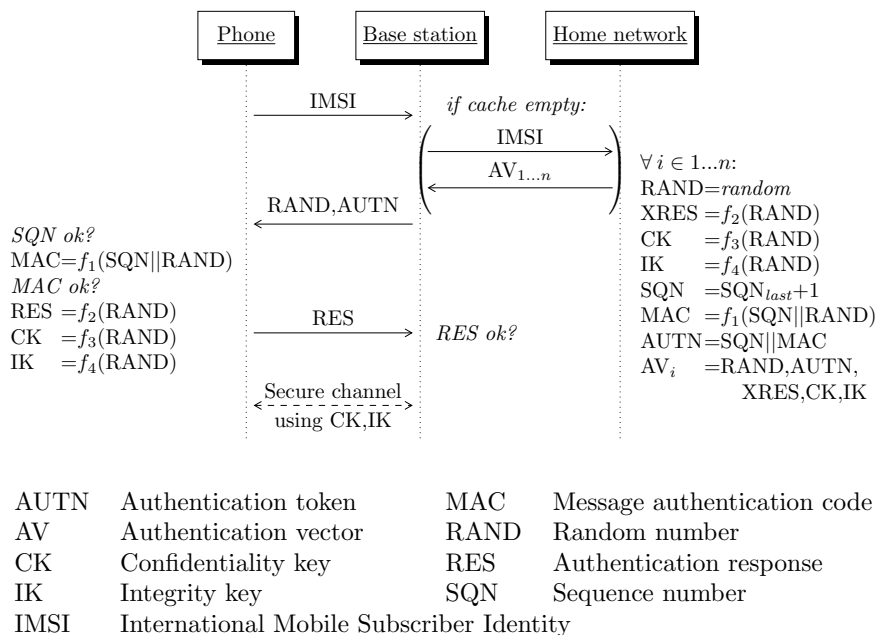 Phone
Base station
Home network
IMSI
if cache empty:
IMSI
AV1...n
RAND,AUTN
SQN ok?
MAC=f1(SQN||RAND)
MAC ok?
RES =f2(RAND)
CK =f3(RAND)
IK =f4(RAND)
RES
RES ok?
Secure channel
using CK,IK
∀ i ∈ 1...n:
RAND=random
XRES =f2(RAND)
CK =f3(RAND)
IK =f4(RAND)
SQN =SQNlast+1
MAC =f1(SQN||RAND)
AUTN=SQN||MAC
AVi =RAND,AUTN,
XRES,CK,IK
AUTN Authentication token MAC Message authentication code
AV Authentication vector RAND Random number
CK Confidentiality key RES Authentication response
IK Integrity key SQN Sequence number
IMSI International Mobile Subscriber Identity